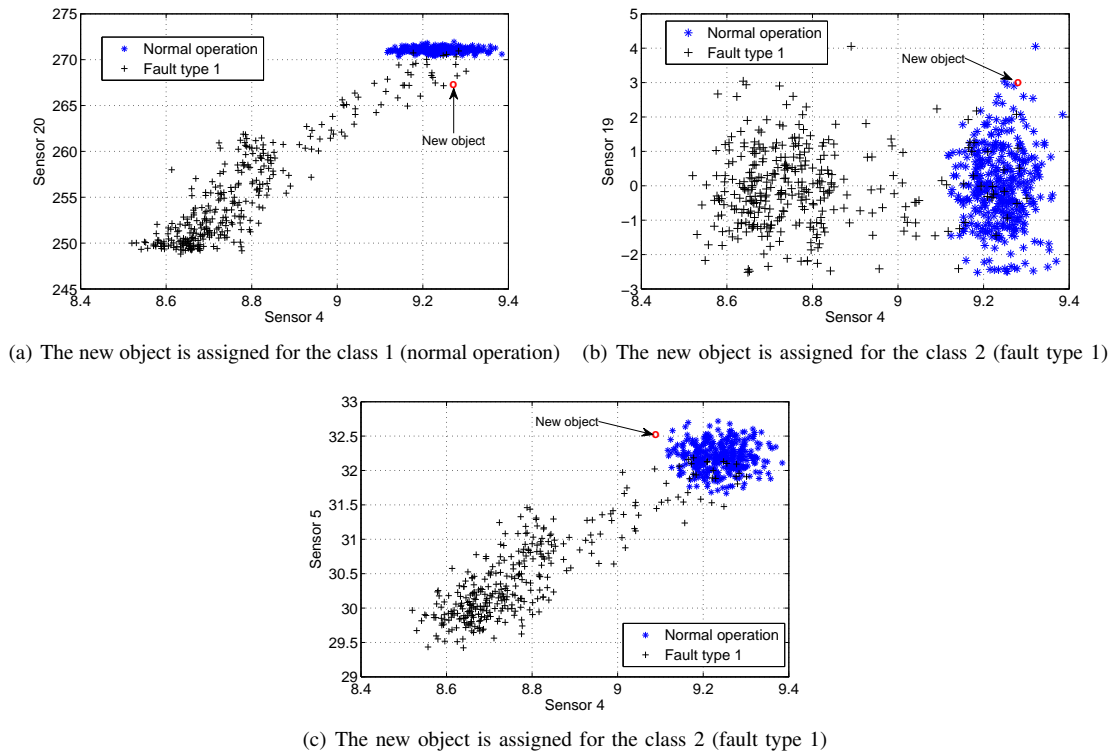 275
270
265
260
255
250
245
Sensor 20
Normal operation
Fault type 1
New object
8.4 8.6 8.8 9 9.2 9.4
Sensor 4
(a) The new object is assigned for the class 1 (normal operation)
5
4
3
2
1
0
−1
−2
−3
Sensor 19
Normal operation
Fault type 1
New object
8.4 8.6 8.8 9 9.2 9.4
Sensor 4
(b) The new object is assigned for the class 2 (fault type 1)
33
32.5
32
31.5
31
30.5
30
29.5
29
Sensor 5
New object
Normal operation
Fault type 1
8.4 8.6 8.8 9 9.2 9.4
Sensor 4
(c) The new object is assigned for the class 2 (fault type 1)